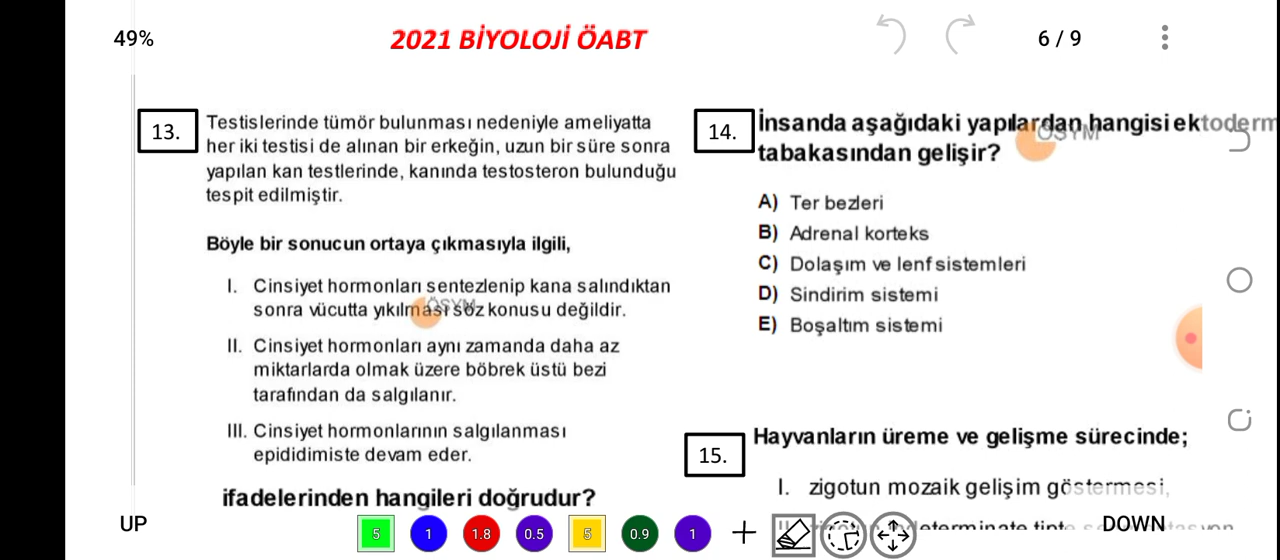 49%
2021 BİYOLOJİ ÖABT
6 / 9
13.
Testislerinde tümör bulunması nedeniyle ameliyatta
her iki testisi de alınan bir erkeğin, uzun bir süre sonra
yapılan kan testlerinde, kanında testosteron bulunduğu
tespit edilmiştir.
Böyle bir sonucun ortaya çıkmasıyla ilgili,
I. Cinsiyet hormonları sentezlenip kana salındıktan
sonra vücutta yıkılması söz konusu değildir.
ÖSYM
II. Cinsiyet hormonları aynı zamanda daha az
miktarlarda olmak üzere böbrek üstü bezi
tarafından da salgılanır.
III. Cinsiyet hormonlarının salgılanması
epididimiste devam eder.
ifadelerinden hangileri doğrudur?
14.
İnsanda aşağıdaki yapılardan hangisi ektoderm
ÖSYM
tabakasından gelişir?
A) Ter bezleri
B) Adrenal korteks
C) Dolaşım ve lenf sistemleri
D) Sindirim sistemi
E) Boşaltım sistemi
15.
Hayvanların üreme ve gelişme sürecinde;
I. zigotun mozaik gelişim göstermesi,
UP
5
1
1.8
0.5
5
0.9
1
DOWN